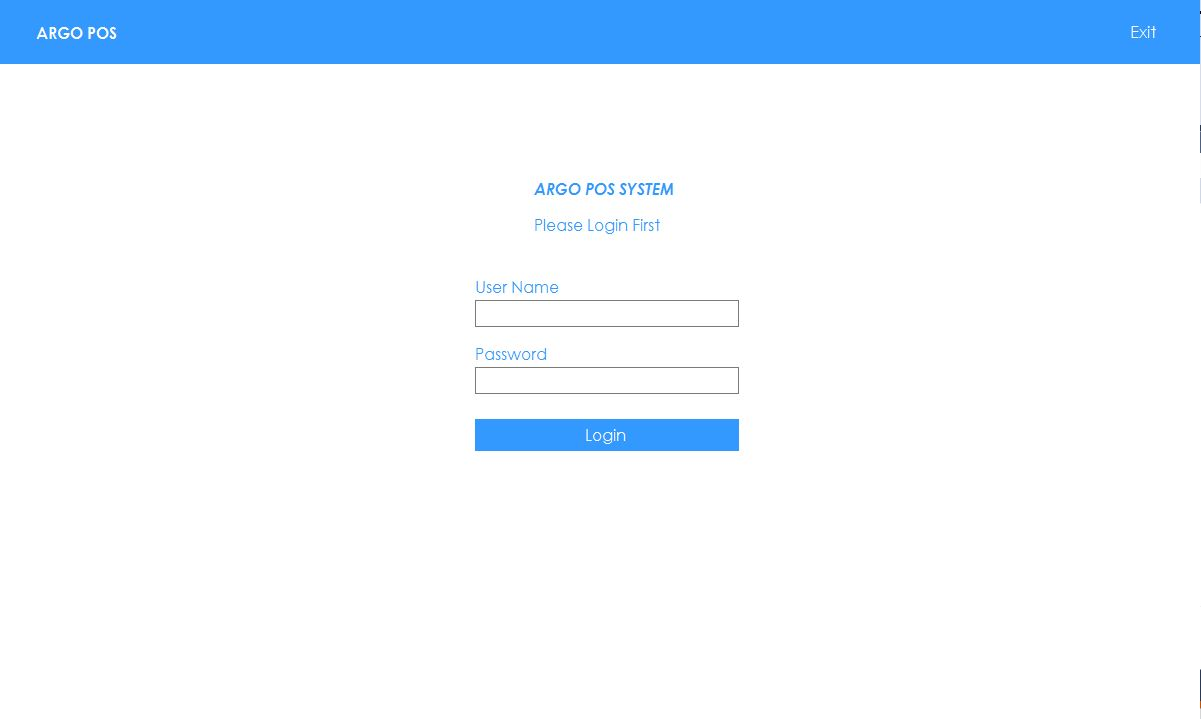 ARGO POS
Exit
ARGO POS SYSTEM
Please Login First
User Name
Password
Login